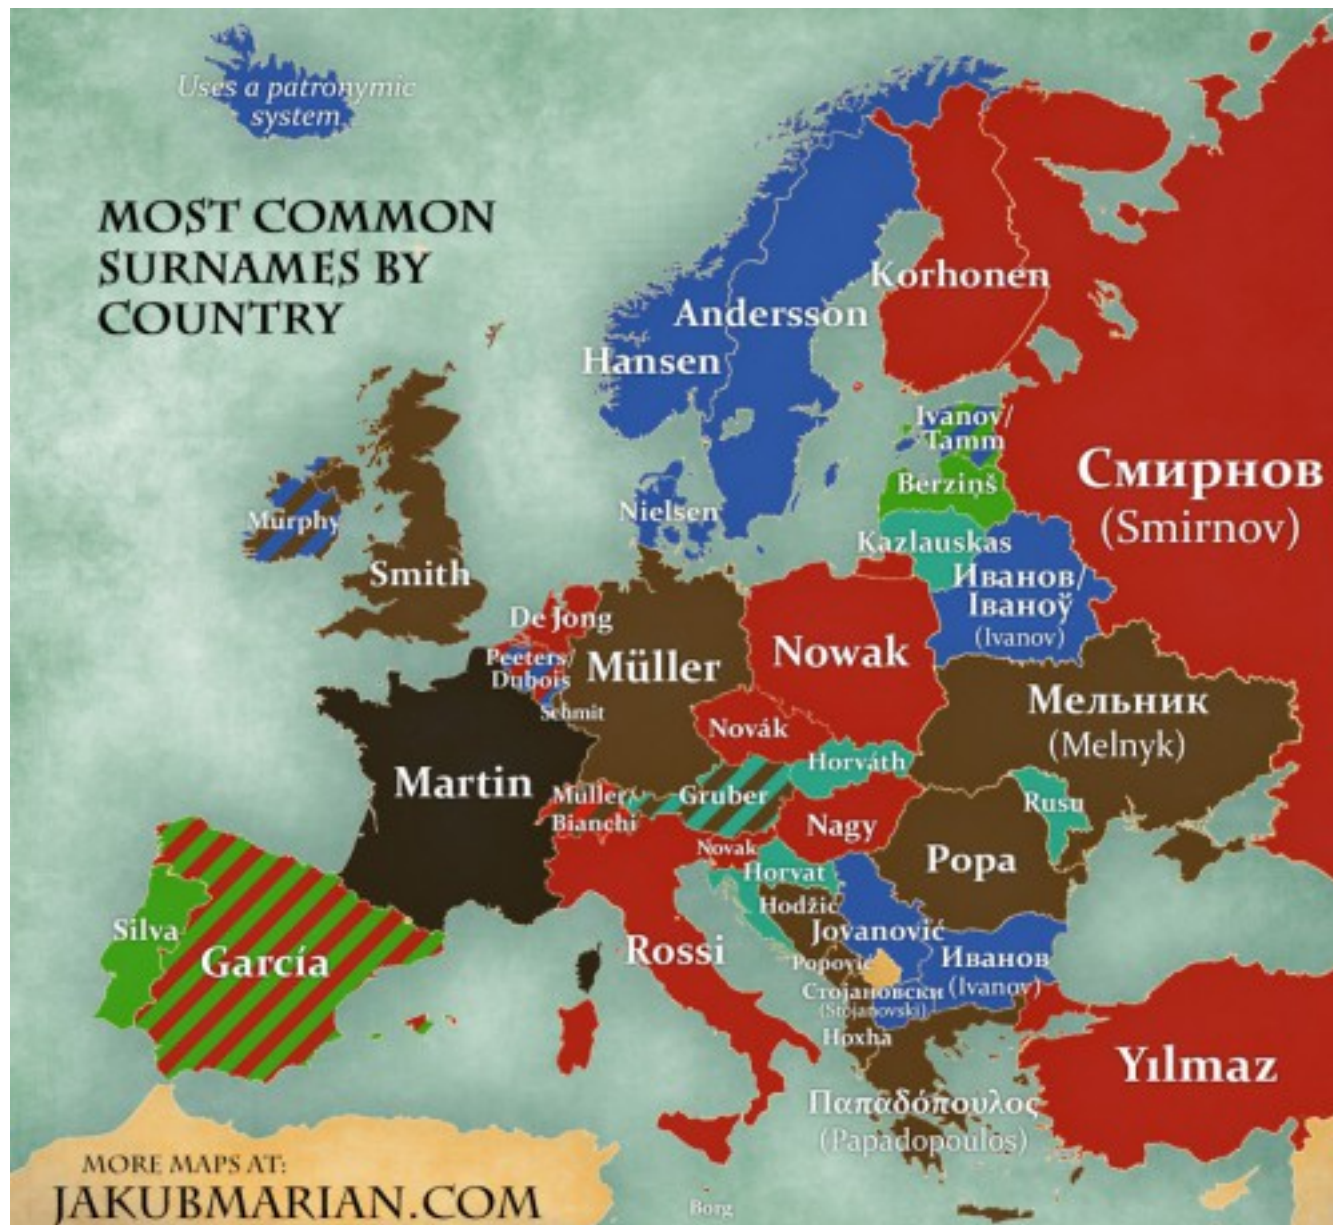 Uses a patronymic
system
MOST COMMON
SURNAMES BY
COUNTRY
Korhonen
Andersson
Hansen
Ivanov/
Tamm
Смирнов
(Smirnov)
Berziņš
Nielsen
Murphy
Kazlauskas
Smith
Иванов/
Іваноў
(Ivanov)
De Jong
Nowak
Müller
Peeters/
Dubois
Мельник
(Melnyk)
Schmit
Novák
Horváth
Martin
Müller/
Bianchi
Gruber
Rusu
Nagy
Novak
Popa
Horvat
Hodžić
Silva
García
Jovanović
Rossi
Popović
Иванов
(Ivanov)
Стојановски
(Stojanovski)
Hoxha
Yılmaz
Παπαδόπουλος
(Papadopoulos)
MORE MAPS AT:
JAKUBMARIAN.COM
Borg